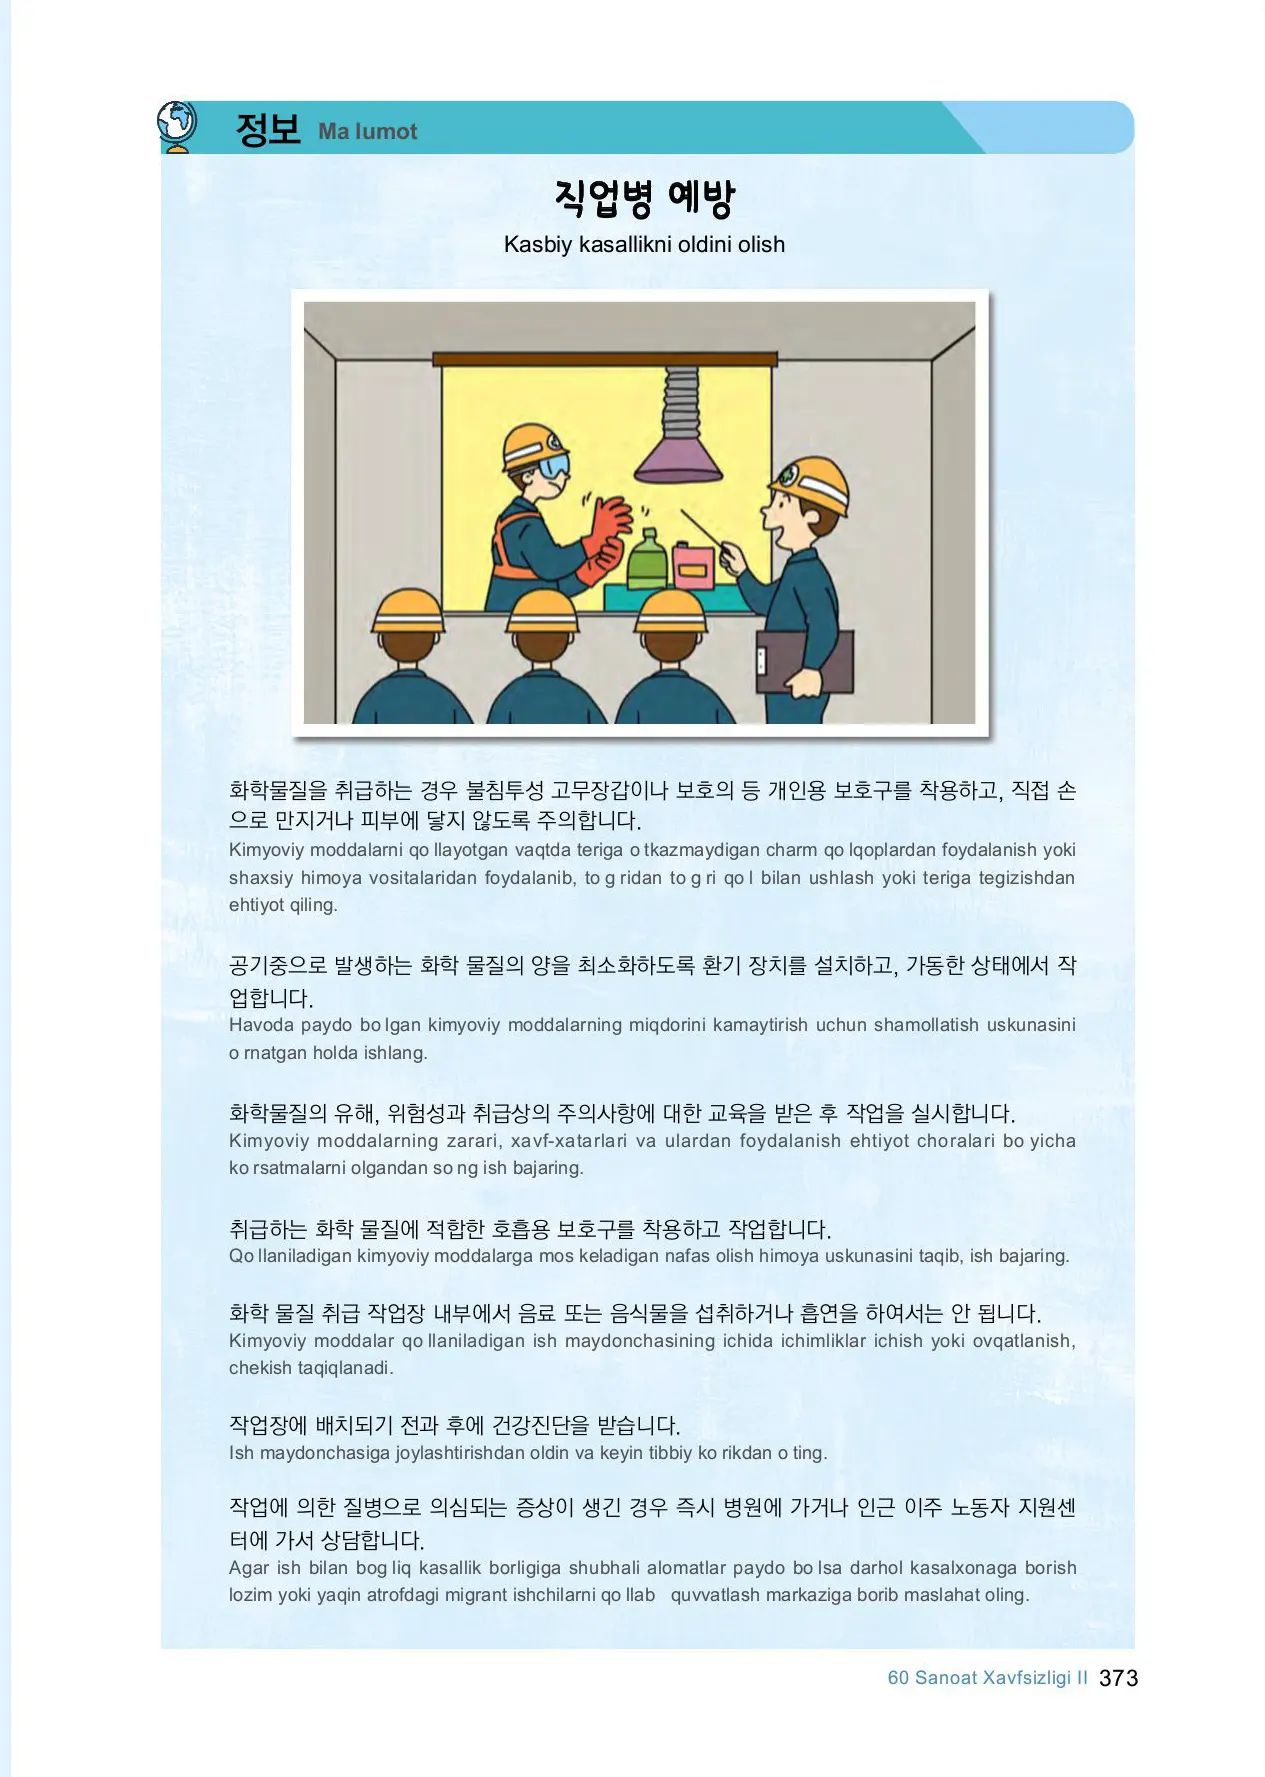 정보 Ma lumot
직업병 예방
Kasbiy kasallikni oldini olish
화학물질을 취급하는 경우 불침투성 고무장갑이나 보호의 등 개인용 보호구를 착용하고, 직접 손
으로 만지거나 피부에 닿지 않도록 주의합니다.
Kimyoviy moddalarni qo llayotgan vaqtda teriga o tkazmaydigan charm qo lqoplardan foydalanish yoki
shaxsiy himoya vositalaridan foydalanib, to g ridan to g ri qo l bilan ushlash yoki teriga tegizishdan
ehtiyot qiling.
공기중으로 발생하는 화학 물질의 양을 최소화하도록 환기 장치를 설치하고, 가동한 상태에서 작
업합니다.
Havoda paydo bo lgan kimyoviy moddalarning miqdorini kamaytirish uchun shamollatish uskunasini
o rnatgan holda ishlang.
화학물질의 유해, 위험성과 취급상의 주의사항에 대한 교육을 받은 후 작업을 실시합니다.
Kimyoviy moddalarning zarari, xavf-xatarlari va ulardan foydalanish ehtiyot choralari bo yicha
ko rsatmalarni olgandan so ng ish bajaring.
취급하는 화학 물질에 적합한 호흡용 보호구를 착용하고 작업합니다.
Qo llaniladigan kimyoviy moddalarga mos keladigan nafas olish himoya uskunasini taqib, ish bajaring.
화학 물질 취급 작업장 내부에서 음료 또는 음식물을 섭취하거나 흡연을 하여서는 안 됩니다.
Kimyoviy moddalar qo llaniladigan ish maydonchasining ichida ichimliklar ichish yoki ovqatlanish,
chekish taqiqlanadi.
작업장에 배치되기 전과 후에 건강진단을 받습니다.
Ish maydonchasiga joylashtirishdan oldin va keyin tibbiy ko rikdan o ting.
작업에 의한 질병으로 의심되는 증상이 생긴 경우 즉시 병원에 가거나 인근 이주 노동자 지원센
터에 가서 상담합니다.
Agar ish bilan bog liq kasallik borligiga shubhali alomatlar paydo bo lsa darhol kasalxonaga borish
lozim yoki yaqin atrofdagi migrant ishchilarni qo llab quvvatlash markaziga borib maslahat oling.
60 Sanoat Xavfsizligi II 373